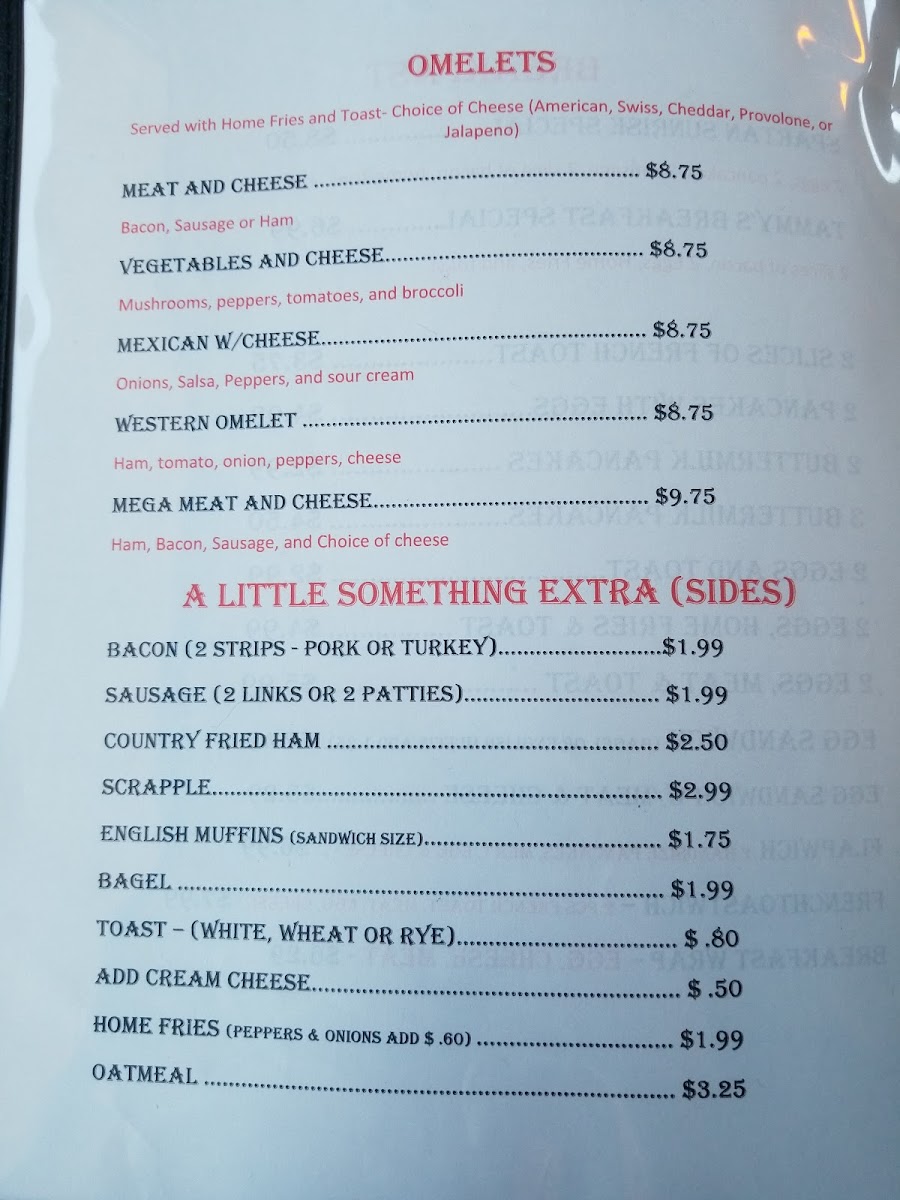 OMELETS
Served with Home Fries and Toast- Choice of Cheese (American, Swiss, Cheddar, Provolone, or
Jalapeno)
MEAT AND CHEESE ........................................................ $8.75
Bacon, Sausage or Ham
VEGETABLES AND CHEESE............................................ $8.75
Mushrooms, peppers, tomatoes, and broccoli
MEXICAN W/CHEESE........................................................ $8.75
Onions, Salsa, Peppers, and sour cream
WESTERN OMELET ................................................................ $8.75
Ham, tomato, onion, peppers, cheese
MEGA MEAT AND CHEESE............................................... $9.75
Ham, Bacon, Sausage, and Choice of cheese
A LITTLE SOMETHING EXTRA (SIDES)
BACON (2 STRIPS - PORK OR TURKEY)............................$1.99
SAUSAGE (2 LINKS OR 2 PATTIES).................................. $1.99
COUNTRY FRIED HAM ......................................................... $2.50
SCRAPPLE............................................................................. $2.99
ENGLISH MUFFINS (SANDWICH SIZE)......................................... $1.75
BAGEL ................................................................................... $1.99
TOAST – (WHITE, WHEAT OR RYE)...................................... $ .80
ADD CREAM CHEESE............................................................... $ .50
HOME FRIES (PEPPERS & ONIONS ADD $ .60) .................................. $1.99
OATMEAL ................................................................................ $3.25